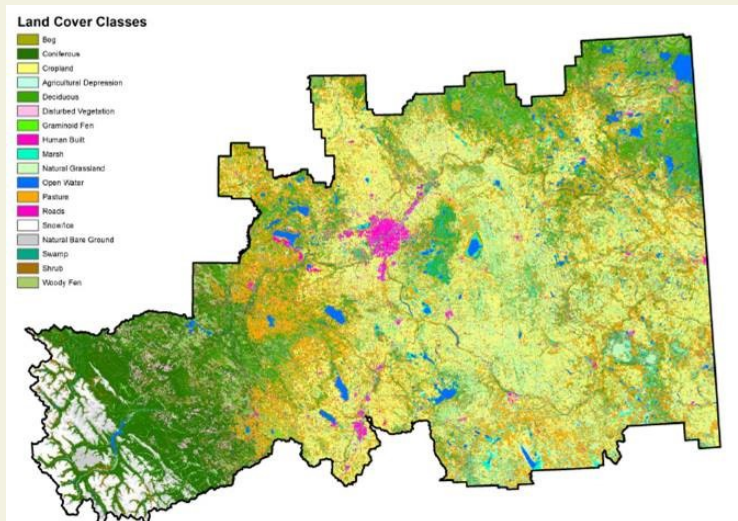 Land Cover Classes
Bog
Coniferous
Cropland
Agricultural Depression
Deciduous
Disturbed Vegetation
Graminoid Fen
Human Built
Marsh
Natural Grassland
Open Water
Pasture
Roads
Snow/Ice
Natural Bare Ground
Swamp
Shrub
Woody Fen